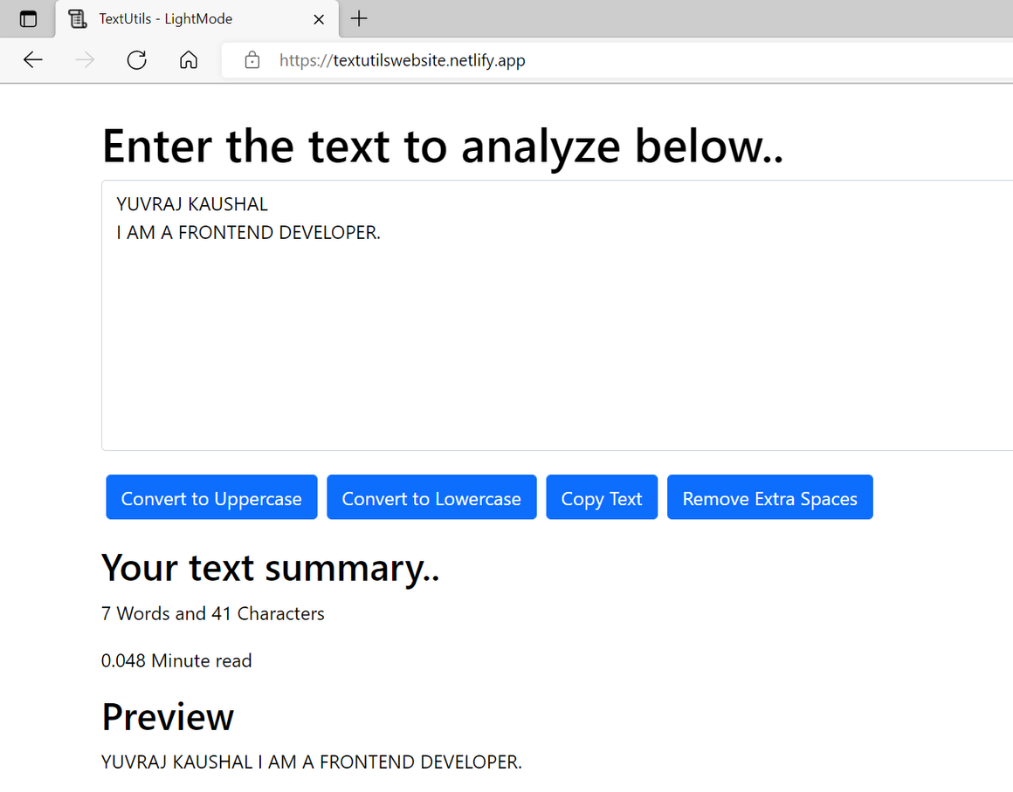 TextUtils - LightMode
https://textutilswebsite.netlify.app
Enter the text to analyze below..
YUVRAJ KAUSHAL
I AM A FRONTEND DEVELOPER.
Convert to Uppercase Convert to Lowercase Copy Text Remove Extra Spaces
Your text summary..
7 Words and 41 Characters
0.048 Minute read
Preview
YUVRAJ KAUSHAL I AM A FRONTEND DEVELOPER.